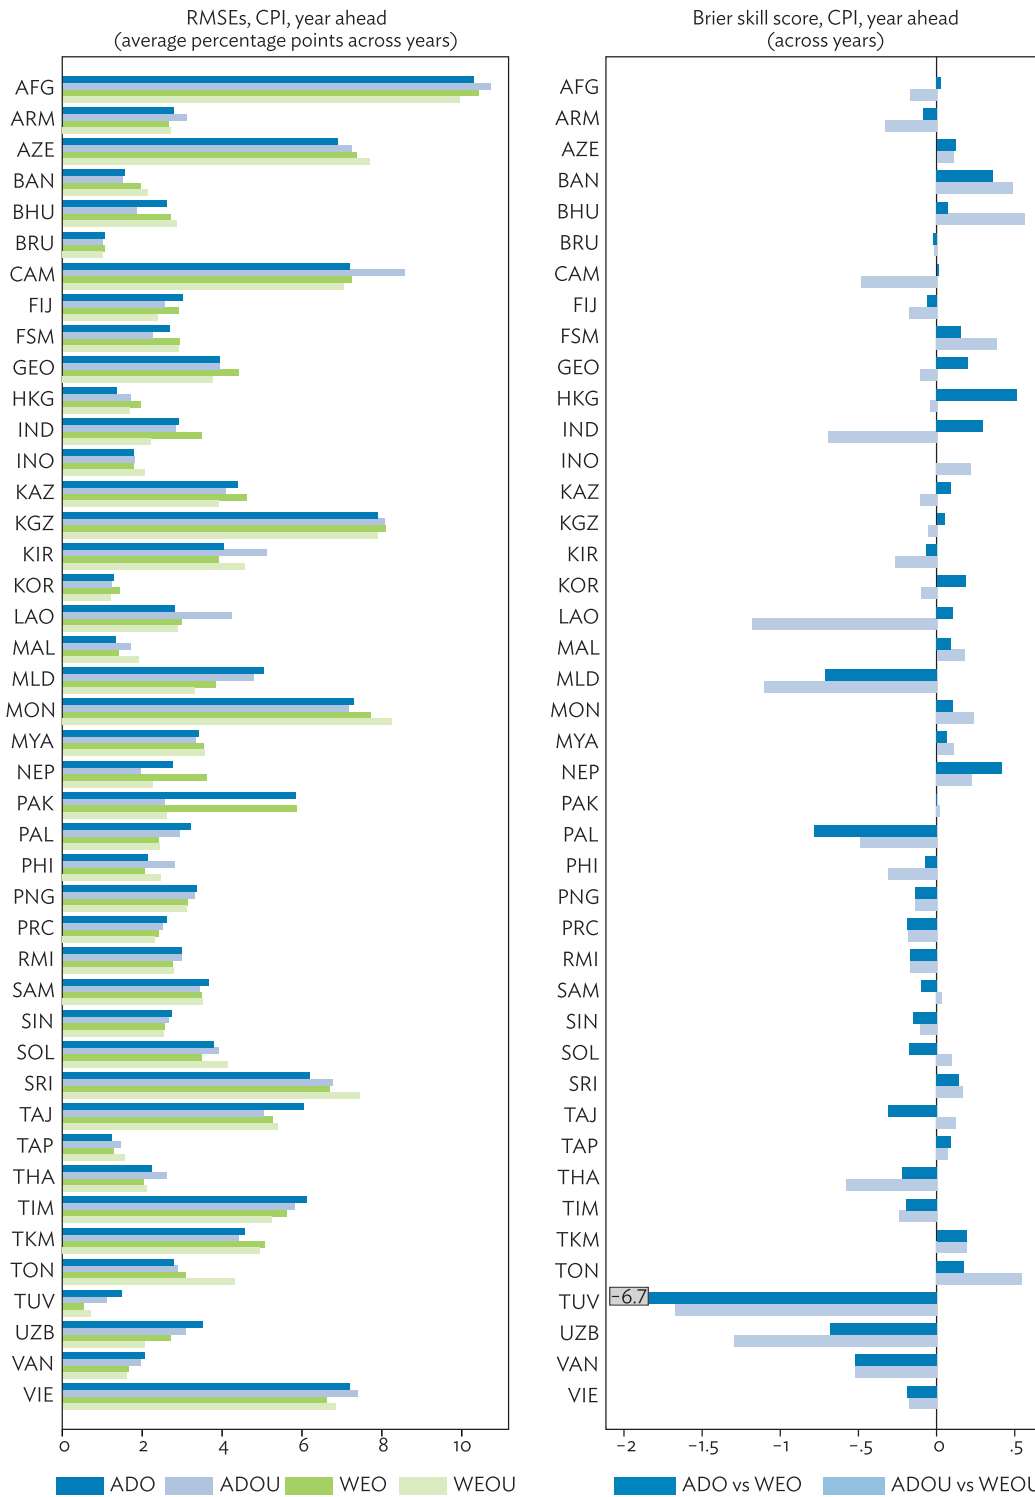 RMSEs, CPI, year ahead
(average percentage points across years)
AFG
ARM
AZE
BAN
BHU
BRU
CAM
FIJ
FSM
GEO
HKG
IND
INO
KAZ
KGZ
KIR
KOR
LAO
MAL
MLD
MON
MYA
NEP
PAK
PAL
PHI
PNG
PRC
RMI
SAM
SIN
SOL
SRI
TAJ
TAP
THA
TIM
TKM
TON
TUV
UZB
VAN
VIE
0 2 4 6 8 10
ADO ADOU WEO WEOU
Brier skill score, CPI, year ahead
(across years)
AFG
ARM
AZE
BAN
BHU
BRU
CAM
FIJ
FSM
GEO
HKG
IND
INO
KAZ
KGZ
KIR
KOR
LAO
MAL
MLD
MON
MYA
NEP
PAK
PAL
PHI
PNG
PRC
RMI
SAM
SIN
SOL
SRI
TAJ
TAP
THA
TIM
TKM
TON
TUV −6.7
UZB
VAN
VIE
−2 −1.5 −1 −.5 0 .5
ADO vs WEO ADOU vs WEOU